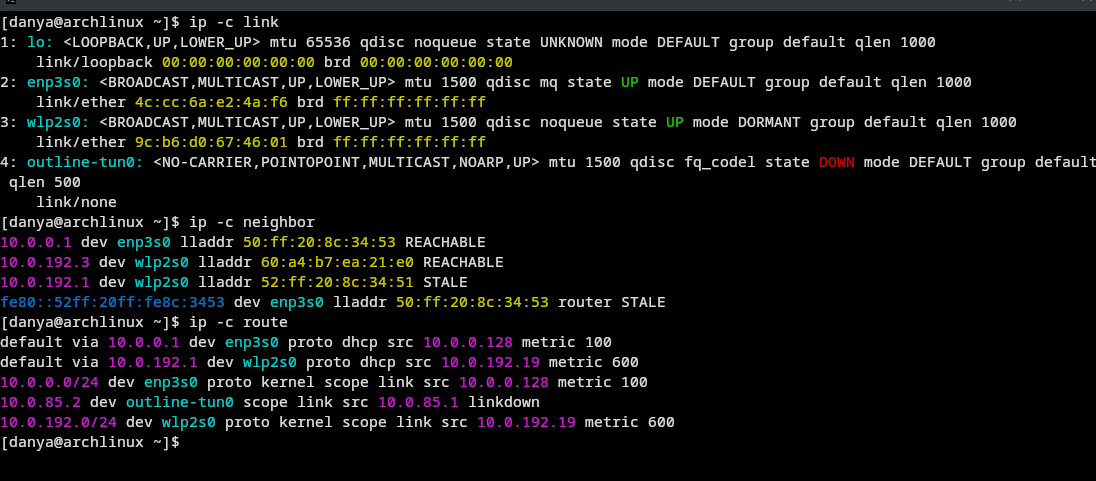 [danya@archlinux ~]$ ip -c link
1: lo: <LOOPBACK,UP,LOWER_UP> mtu 65536 qdisc noqueue state UNKNOWN mode DEFAULT group default qlen 1000
    link/loopback 00:00:00:00:00:00 brd 00:00:00:00:00:00
2: enp3s0: <BROADCAST,MULTICAST,UP,LOWER_UP> mtu 1500 qdisc mq state UP mode DEFAULT group default qlen 1000
    link/ether 4c:cc:6a:e2:4a:f6 brd ff:ff:ff:ff:ff:ff
3: wlp2s0: <BROADCAST,MULTICAST,UP,LOWER_UP> mtu 1500 qdisc noqueue state UP mode DORMANT group default qlen 1000
    link/ether 9c:b6:d0:67:46:01 brd ff:ff:ff:ff:ff:ff
4: outline-tun0: <NO-CARRIER,POINTOPOINT,MULTICAST,NOARP,UP> mtu 1500 qdisc fq_codel state DOWN mode DEFAULT group default
 qlen 500
    link/none
[danya@archlinux ~]$ ip -c neighbor
10.0.0.1 dev enp3s0 lladdr 50:ff:20:8c:34:53 REACHABLE
10.0.192.3 dev wlp2s0 lladdr 60:a4:b7:ea:21:e0 REACHABLE
10.0.192.1 dev wlp2s0 lladdr 52:ff:20:8c:34:51 STALE
fe80::52ff:20ff:fe8c:3453 dev enp3s0 lladdr 50:ff:20:8c:34:53 router STALE
[danya@archlinux ~]$ ip -c route
default via 10.0.0.1 dev enp3s0 proto dhcp src 10.0.0.128 metric 100
default via 10.0.192.1 dev wlp2s0 proto dhcp src 10.0.192.19 metric 600
10.0.0.0/24 dev enp3s0 proto kernel scope link src 10.0.0.128 metric 100
10.0.85.2 dev outline-tun0 scope link src 10.0.85.1 linkdown
10.0.192.0/24 dev wlp2s0 proto kernel scope link src 10.0.192.19 metric 600
[danya@archlinux ~]$